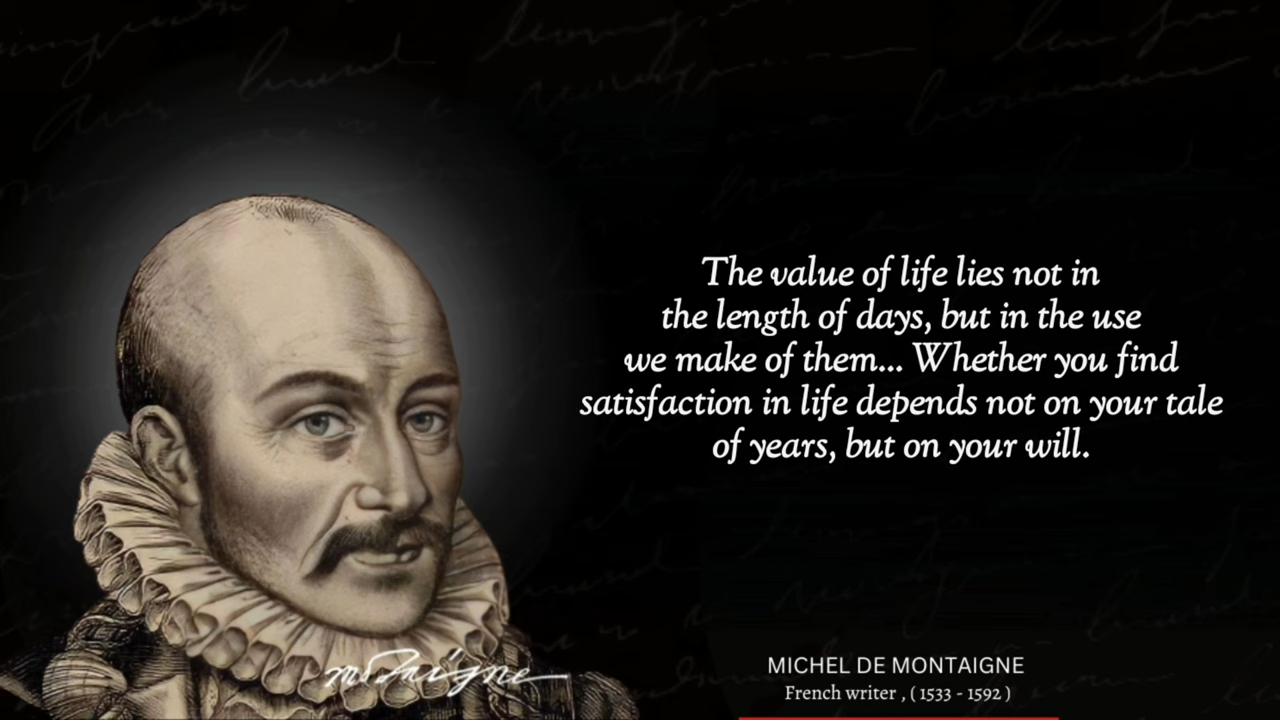 The value of life lies not in
the length of days, but in the use
we make of them... Whether you find
satisfaction in life depends not on your tale
of years, but on your will.
MICHEL DE MONTAIGNE
French writer , ( 1533 - 1592 )